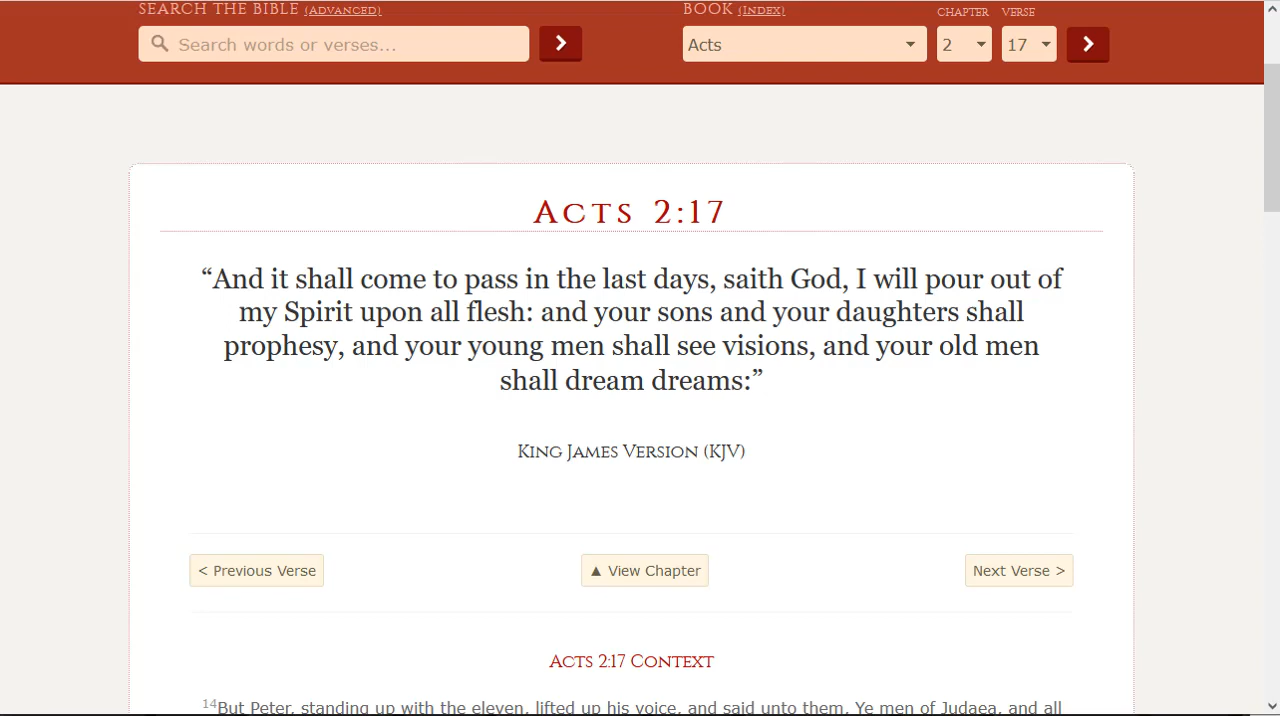 SEARCH THE BIBLE (ADVANCED)
BOOK (INDEX)
CHAPTER VERSE
Search words or verses...
Acts
2
17
ACTS 2:17
“And it shall come to pass in the last days, saith God, I will pour out of
my Spirit upon all flesh: and your sons and your daughters shall
prophesy, and your young men shall see visions, and your old men
shall dream dreams:”
KING JAMES VERSION (KJV)
< Previous Verse
▲ View Chapter
Next Verse >
ACTS 2:17 CONTEXT
14But Peter, standing up with the eleven, lifted up his voice, and said unto them, Ye men of Judaea, and all